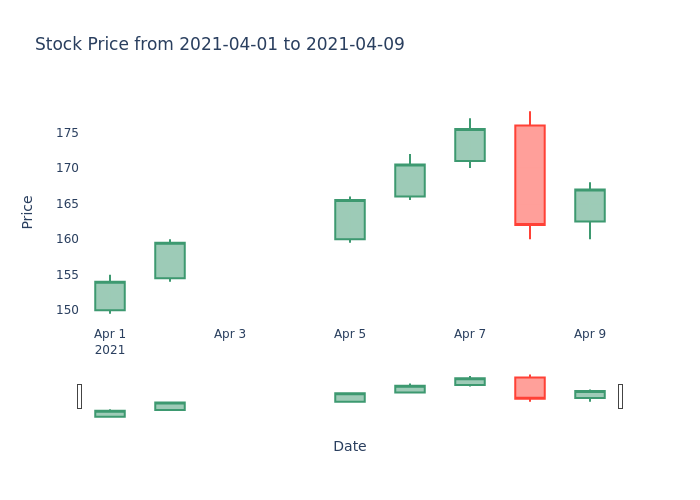 Stock Price from 2021-04-01 to 2021-04-09
175
170
165
160
155
150
Price
Apr 1
2021
Apr 3
Apr 5
Apr 7
Apr 9
Date